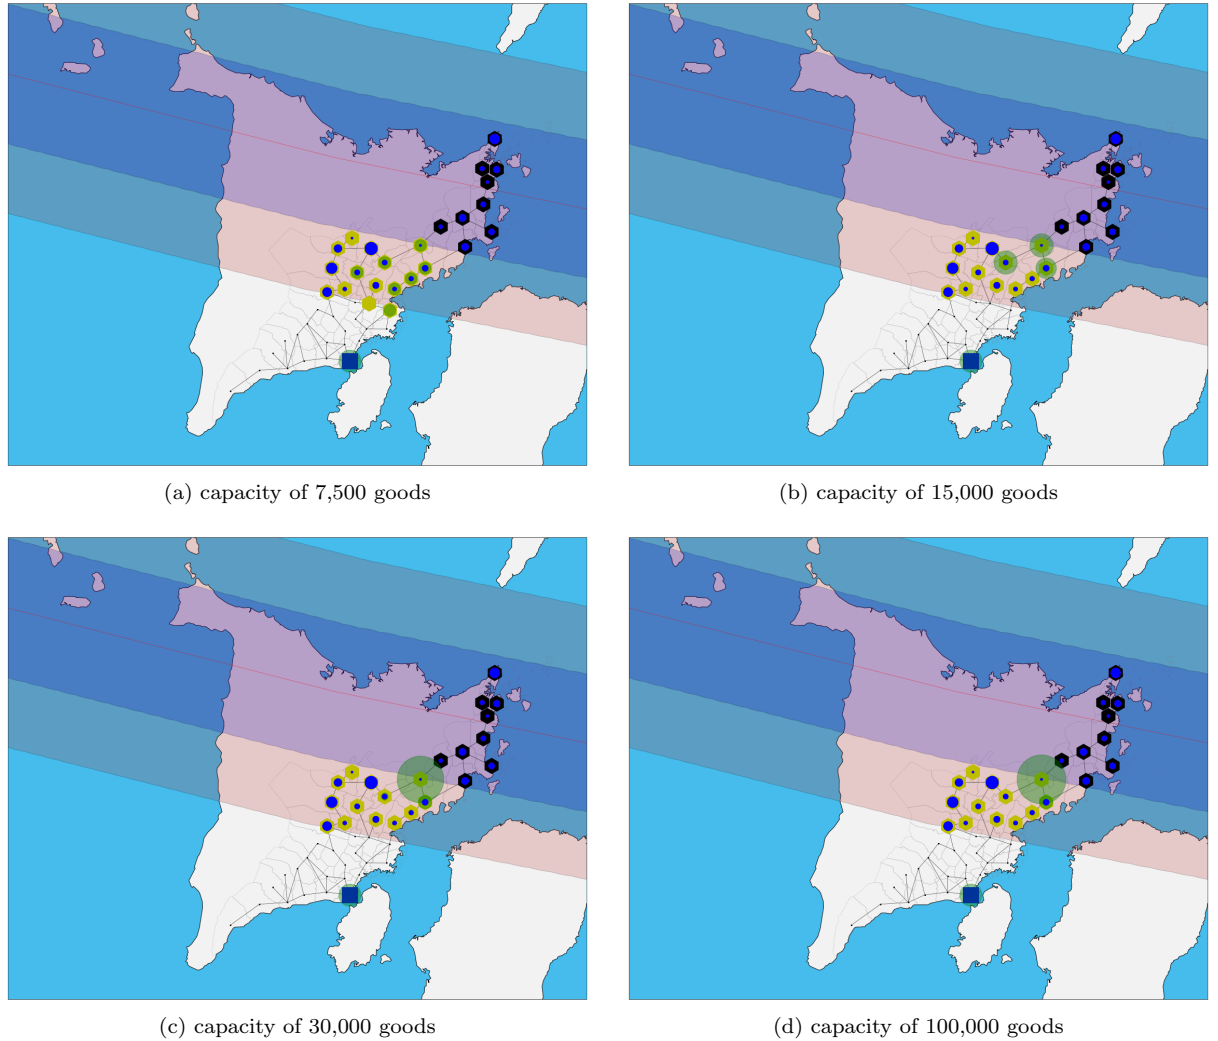 (a) capacity of 7,500 goods
(b) capacity of 15,000 goods
(c) capacity of 30,000 goods
(d) capacity of 100,000 goods